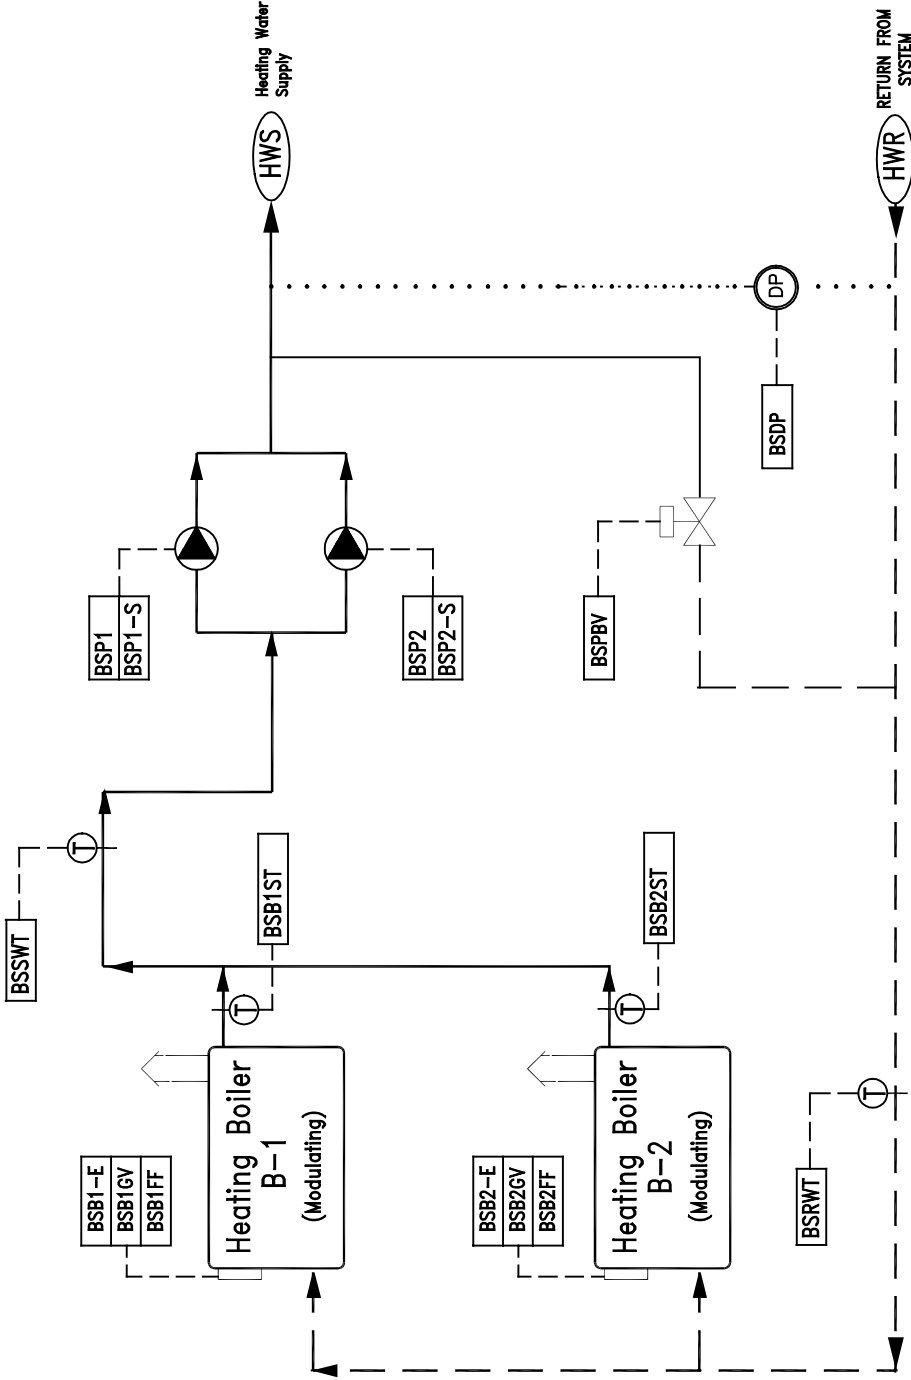 BSSWT
BSB1-E
BSB1GV
BSB1FF
Heating Boiler
B-1
(Modulating)
T
T
BSB1ST
BSB2-E
BSB2GV
BSB2FF
Heating Boiler
B-2
(Modulating)
T
BSB2ST
BSRWT
T
BSP1
BSP1-S
BSP2
BSP2-S
BSPBV
BSDP
DP
HWS
Heating Water
Supply
HWR
RETURN FROM
SYSTEM